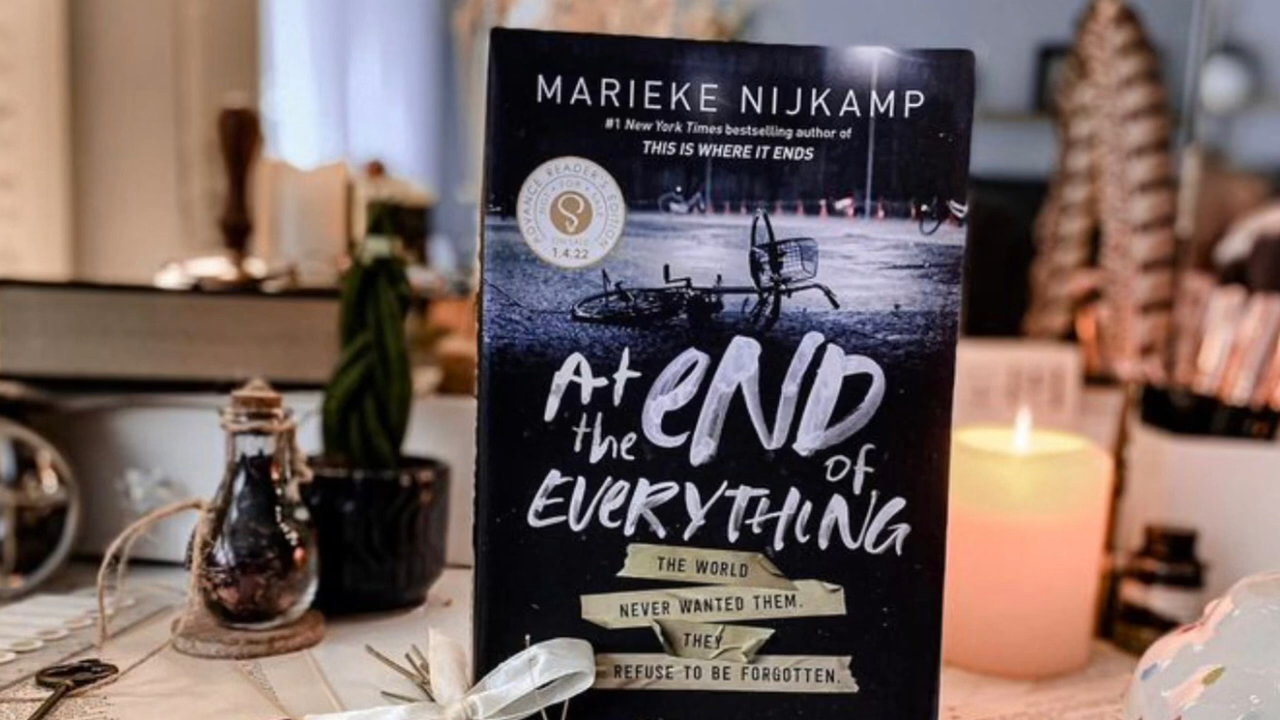 MARIEKE NIJKAMP
#1 New York Times bestselling author of
THIS IS WHERE IT ENDS
ADVANCE READER'S EDITION
ON SALE
1.4.22
At the END
of
EVERYTHING
THE WORLD
NEVER WANTED THEM.
THEY
REFUSE TO BE FORGOTTEN.